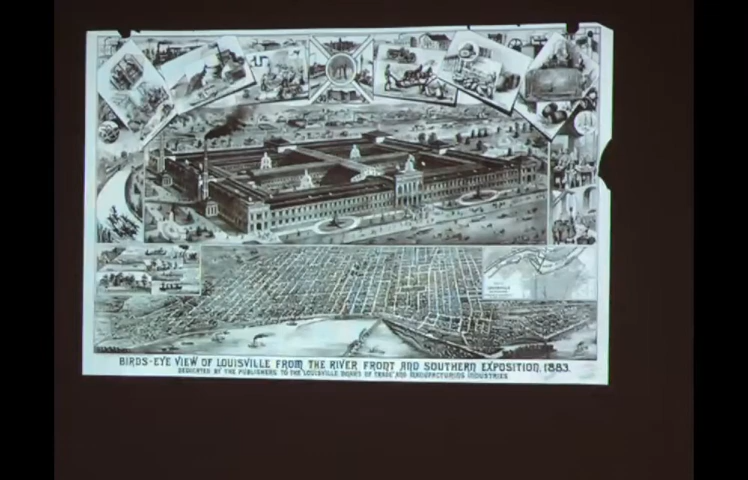 BIRDS-EYE VIEW OF LOUISVILLE FROM THE RIVER FRONT AND SOUTHERN EXPOSITION, 1883.
DEDICATED BY THE PUBLISHERS TO THE LOUISVILLE BOARD OF TRADE AND MANUFACTURING INDUSTRIES